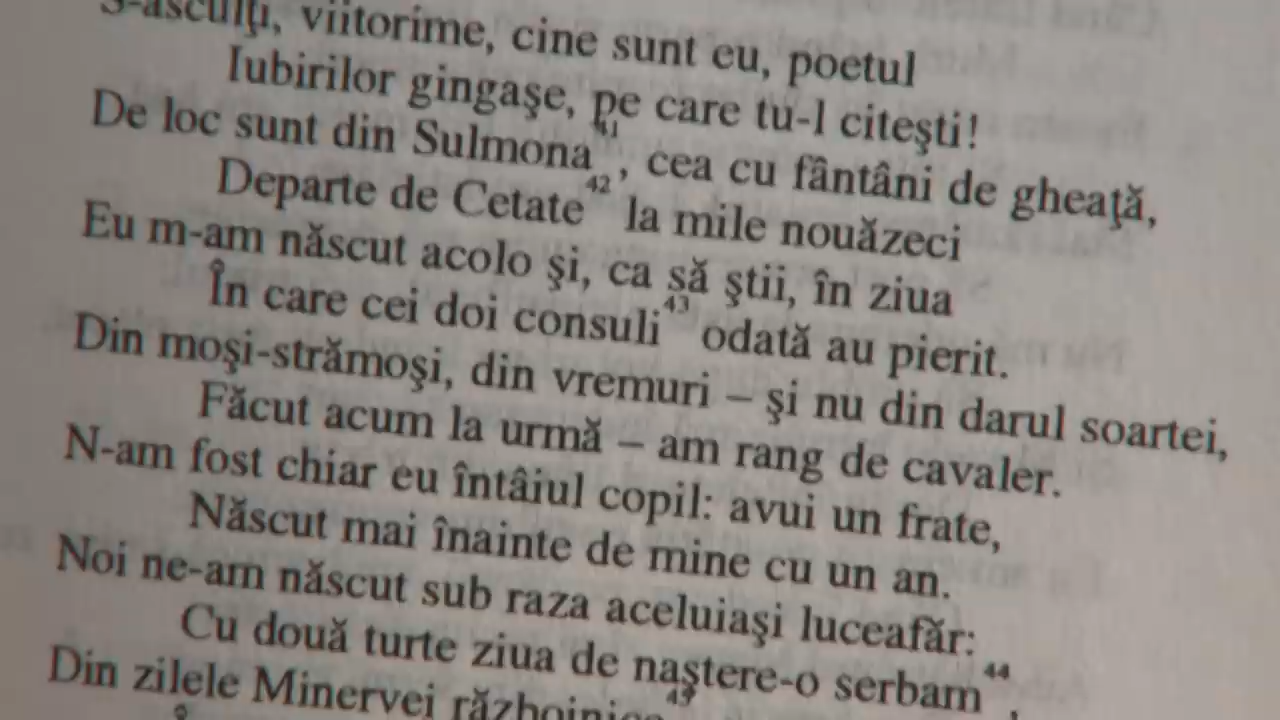 S-asculţi, viitorime, cine sunt eu, poetul
Iubirilor gingaşe, pe care tu-l citeşti!
De loc sunt din Sulmona41, cea cu fântâni de gheaţă,
Departe de Cetate42 la mile nouăzeci
Eu m-am născut acolo şi, ca să ştii, în ziua
În care cei doi consuli43 odată au pierit.
Din moşi-strămoşi, din vremuri – şi nu din darul soartei,
Făcut acum la urmă – am rang de cavaler.
N-am fost chiar eu întâiul copil: avui un frate,
Născut mai înainte de mine cu un an.
Noi ne-am născut sub raza aceluiaşi luceafăr:
Cu două turte ziua de naştere-o serbam44,
Din zilele Minervei războinice45